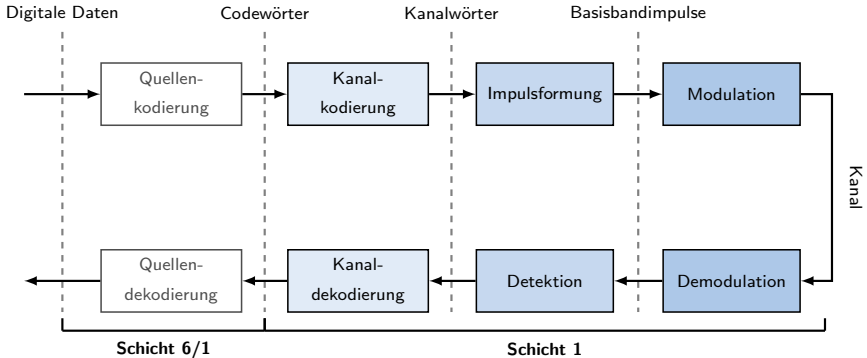 Digitale Daten
Codewörter
Kanalwörter
Basisbandimpulse
Quellen-
kodierung
Kanal-
kodierung
Impulsformung
Modulation
Kanal
Quellen-
dekodierung
Kanal-
dekodierung
Detektion
Demodulation
Schicht 6/1
Schicht 1